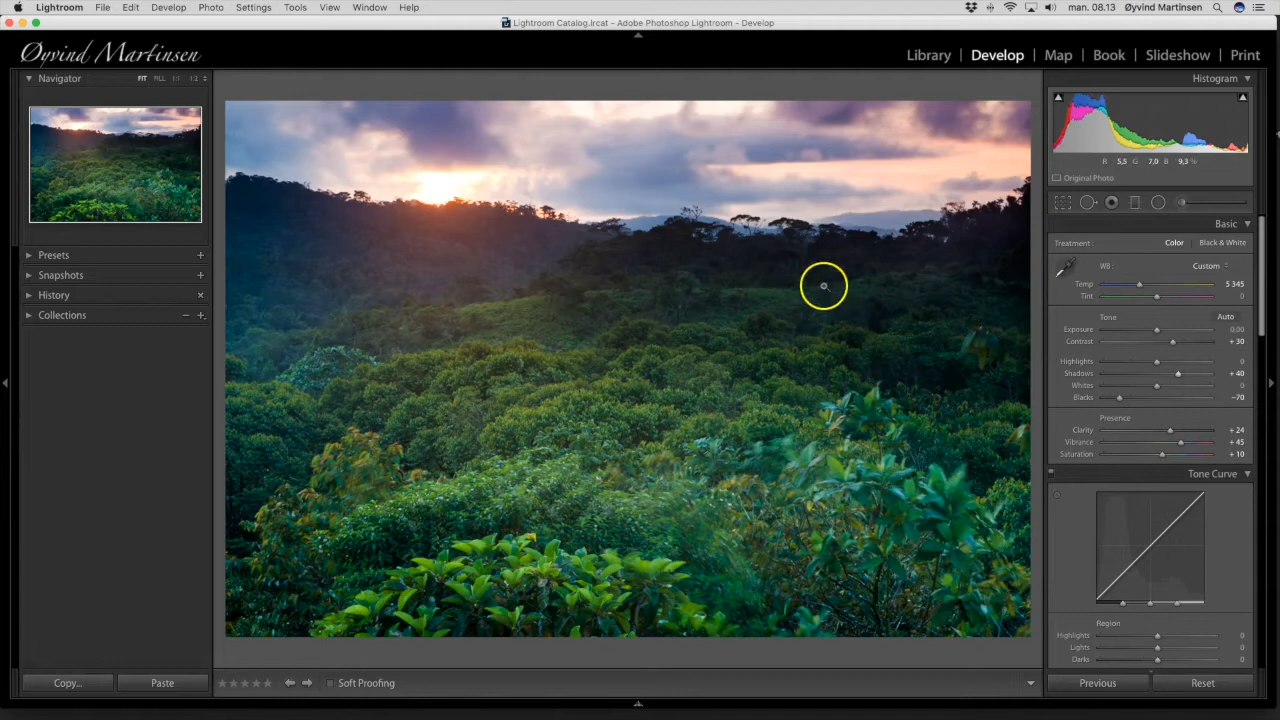 Lightroom File Edit Develop Photo Settings Tools View Window Help man. 08.13 Øyvind Martinsen
Lightroom Catalog.lrcat - Adobe Photoshop Lightroom - Develop
Øyvind Martinsen
Library | Develop | Map | Book | Slideshow | Print
Navigator FIT FILL 1:1 1:2
Presets
Snapshots
History
Collections
Copy... Paste
Soft Proofing
Histogram
R 5,5 G 7,0 B 9,3 %
Original Photo
Basic
Treatment: Color | Black & White
WB: Custom
Temp 5 345
Tint 0
Tone Auto
Exposure 0,00
Contrast + 30
Highlights 0
Shadows + 40
Whites 0
Blacks −70
Presence
Clarity + 24
Vibrance + 45
Saturation + 10
Tone Curve
Region
Highlights 0
Lights 0
Darks 0
Previous Reset